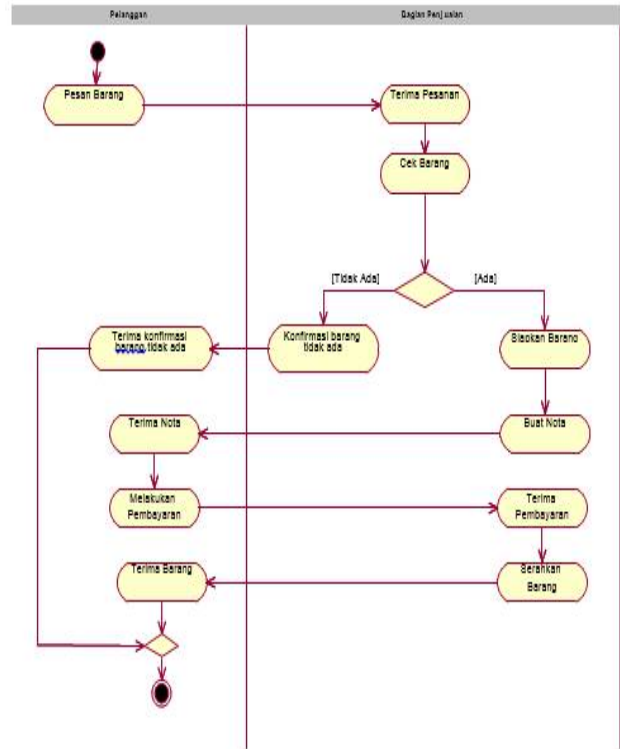 Pelanggan
Bagian Penjualan
Pesan Barang
Terima Pesanan
Cek Barang
[Tidak Ada]
[Ada]
Terima konfirmasi
barang tidak ada
Konfirmasi barang
tidak ada
Siapkan Barang
Terima Nota
Buat Nota
Melakukan
Pembayaran
Terima
Pembayaran
Terima Barang
Serahkan
Barang